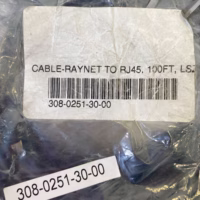 CABLE-RAYNET TO RJ45, 100FT, LSZ
308-0251-30-00
308-0251-30-00